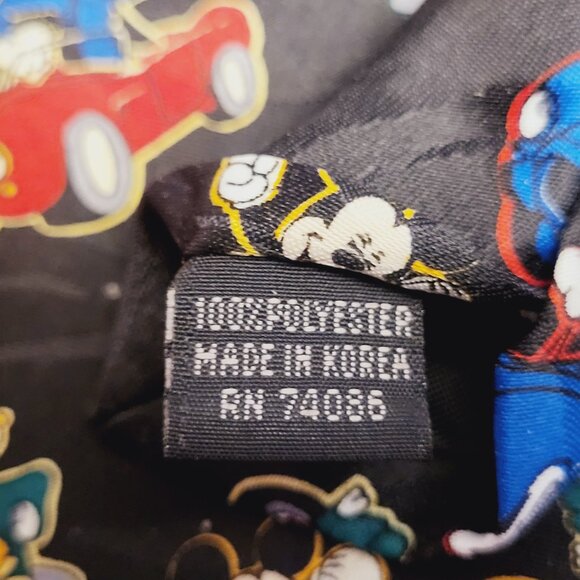 100% POLYESTER
MADE IN KOREA
RN 74086